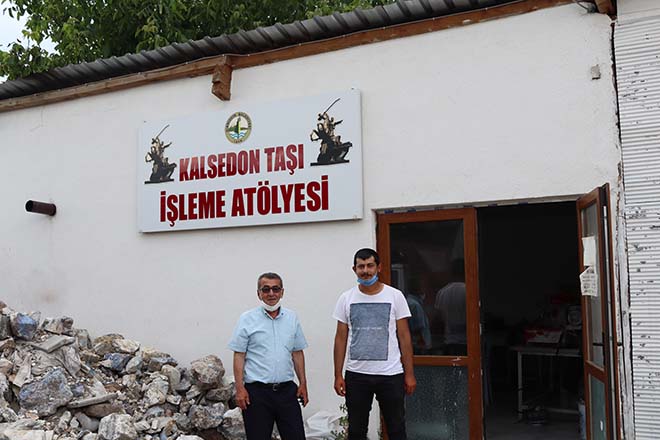 KALSEDON TAŞI
İŞLEME ATÖLYESİ